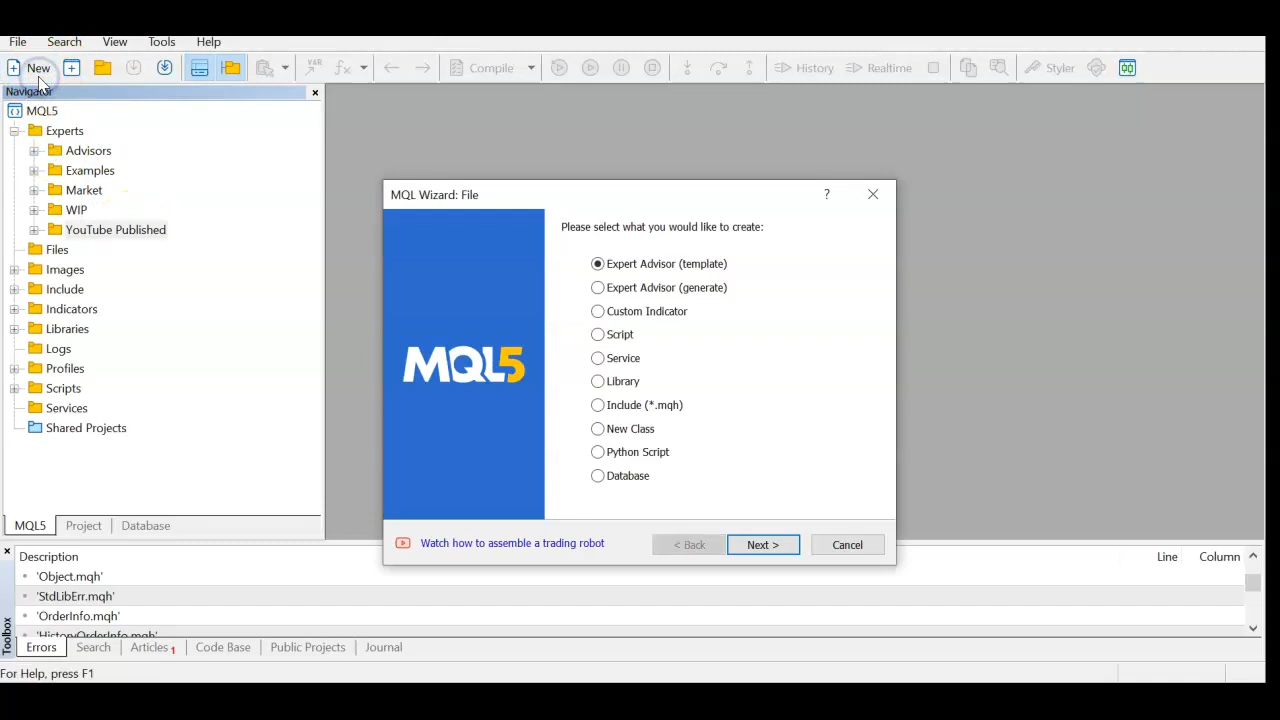 File Search View Tools Help
New VAR Compile History Realtime Styler
Navigator
MQL5
Experts
Advisors
Examples
Market
WIP
YouTube Published
Files
Images
Include
Indicators
Libraries
Logs
Profiles
Scripts
Services
Shared Projects
MQL5 Project Database
MQL Wizard: File ?
MQL5
Please select what you would like to create:
Expert Advisor (template)
Expert Advisor (generate)
Custom Indicator
Script
Service
Library
Include (*.mqh)
New Class
Python Script
Database
Watch how to assemble a trading robot < Back Next > Cancel
Description Line Column
'Object.mqh'
'StdLibErr.mqh'
'OrderInfo.mqh'
'HistoryOrderInfo.mqh'
Toolbox
Errors Search Articles 1 Code Base Public Projects Journal
For Help, press F1